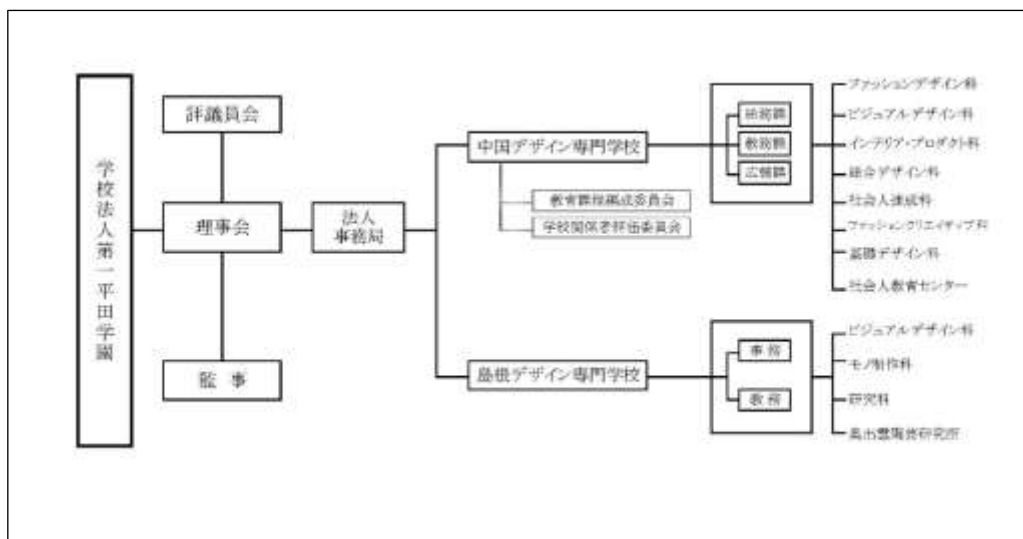 学校法人第一平田学園
評議員会
理事会
監 事
法人
事務局
中国デザイン専門学校
教育課程編成委員会
学校関係者評価委員会
総務課
教務課
広報課
ファッションデザイン科
ビジュアルデザイン科
インテリア・プロダクト科
総合デザイン科
社会人速成科
ファッションクリエイティブ科
基礎デザイン科
社会人教育センター
島根デザイン専門学校
事 務
教 務
ビジュアルデザイン科
モノ制作科
研究科
奥出雲陶芸研究所